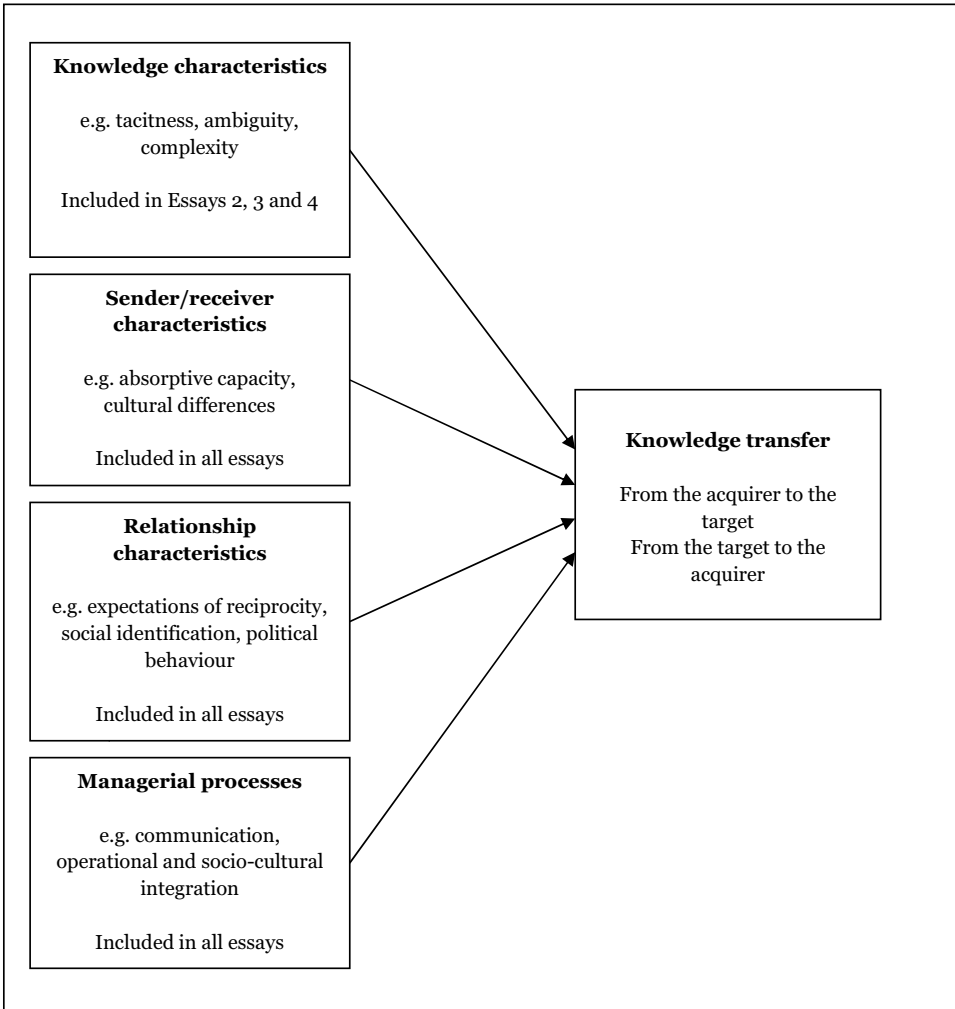 Knowledge characteristics
e.g. tacitness, ambiguity,
complexity
Included in Essays 2, 3 and 4
Sender/receiver
characteristics
e.g. absorptive capacity,
cultural differences
Included in all essays
Relationship
characteristics
e.g. expectations of reciprocity,
social identification, political
behaviour
Included in all essays
Managerial processes
e.g. communication,
operational and socio-cultural
integration
Included in all essays
Knowledge transfer
From the acquirer to the
target
From the target to the
acquirer